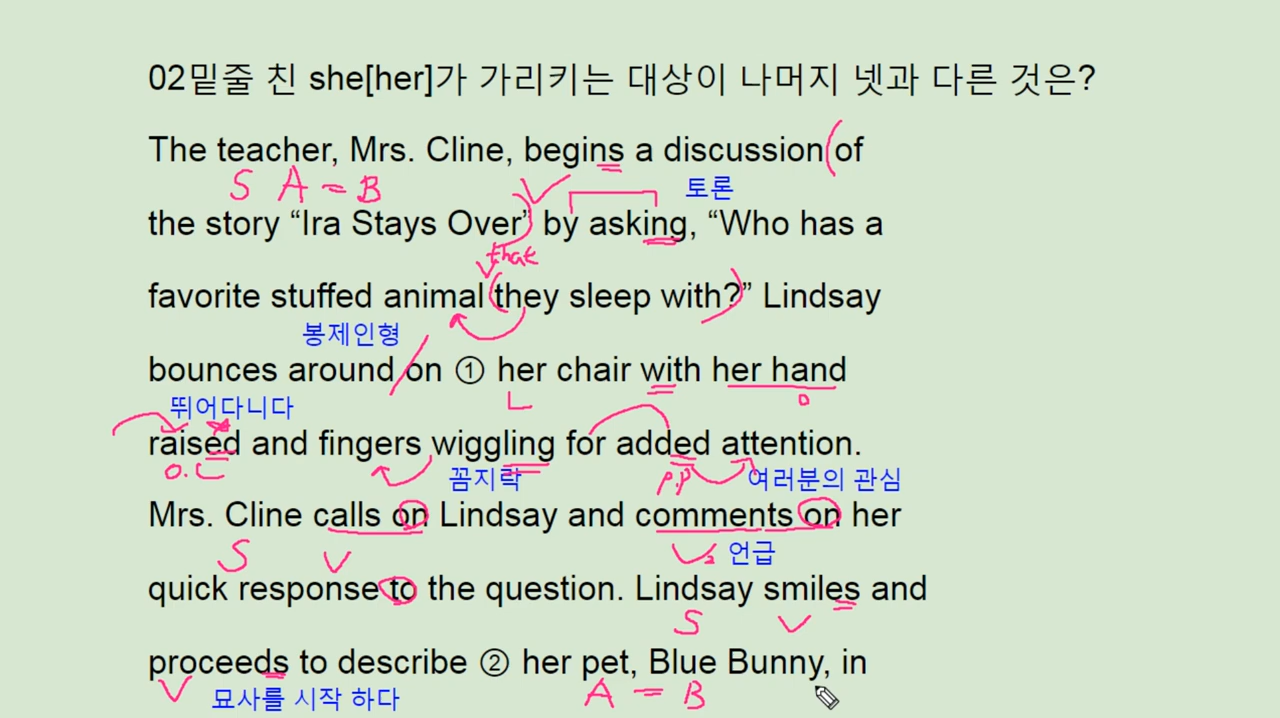 02밑줄 친 she[her]가 가리키는 대상이 나머지 넷과 다른 것은?
The teacher, Mrs. Cline, begins a discussion of
S A = B 토론
the story “Ira Stays Over” by asking, “Who has a
that
favorite stuffed animal they sleep with?” Lindsay
봉제인형
bounces around on ① her chair with her hand
뛰어다니다 L o
raised and fingers wiggling for added attention.
O.C 꼼지락 p.p 여러분의 관심
Mrs. Cline calls on Lindsay and comments on her
S V V2 언급
quick response to the question. Lindsay smiles and
S V
proceeds to describe ② her pet, Blue Bunny, in
V 묘사를 시작 하다 A = B